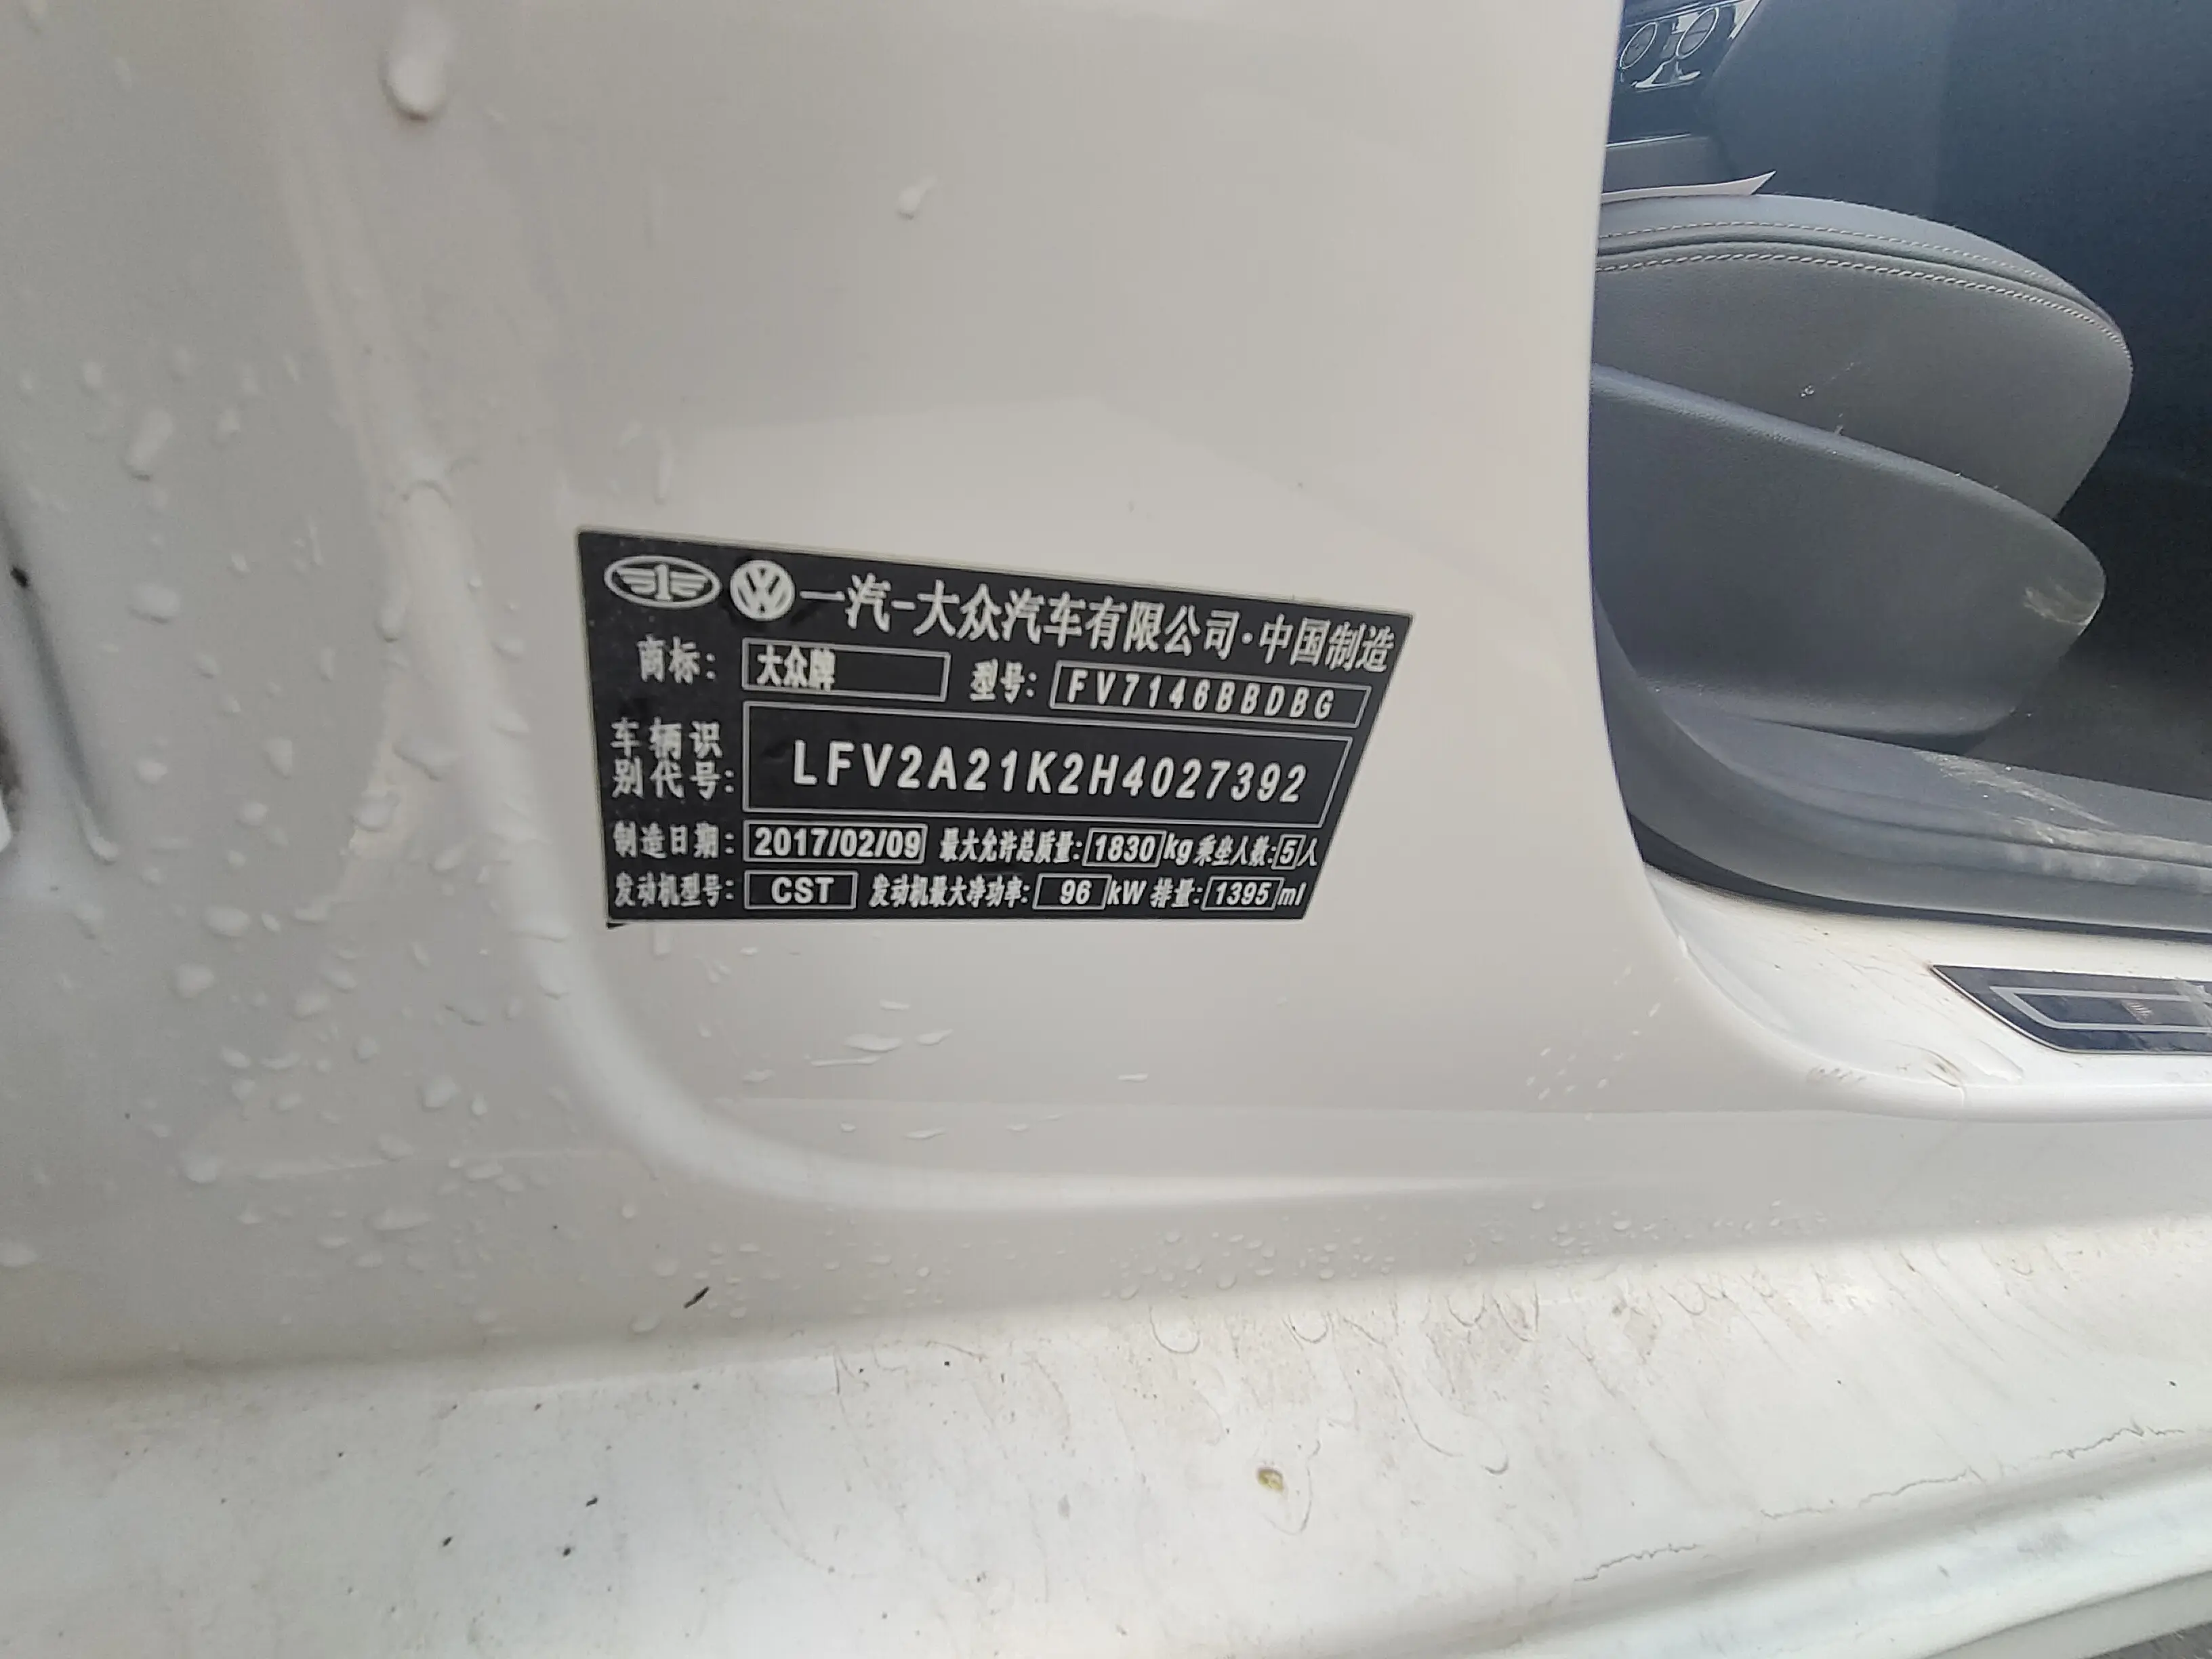 一汽-大众汽车有限公司·中国制造
商标: 大众牌 型号: FV7146BBDBG
车辆识别代号: LFV2A21K2H4027392
制造日期: 2017/02/09 最大允许总质量: 1830 kg 乘坐人数: 5 人
发动机型号: CST 发动机最大净功率: 96 kW 排量: 1395 ml